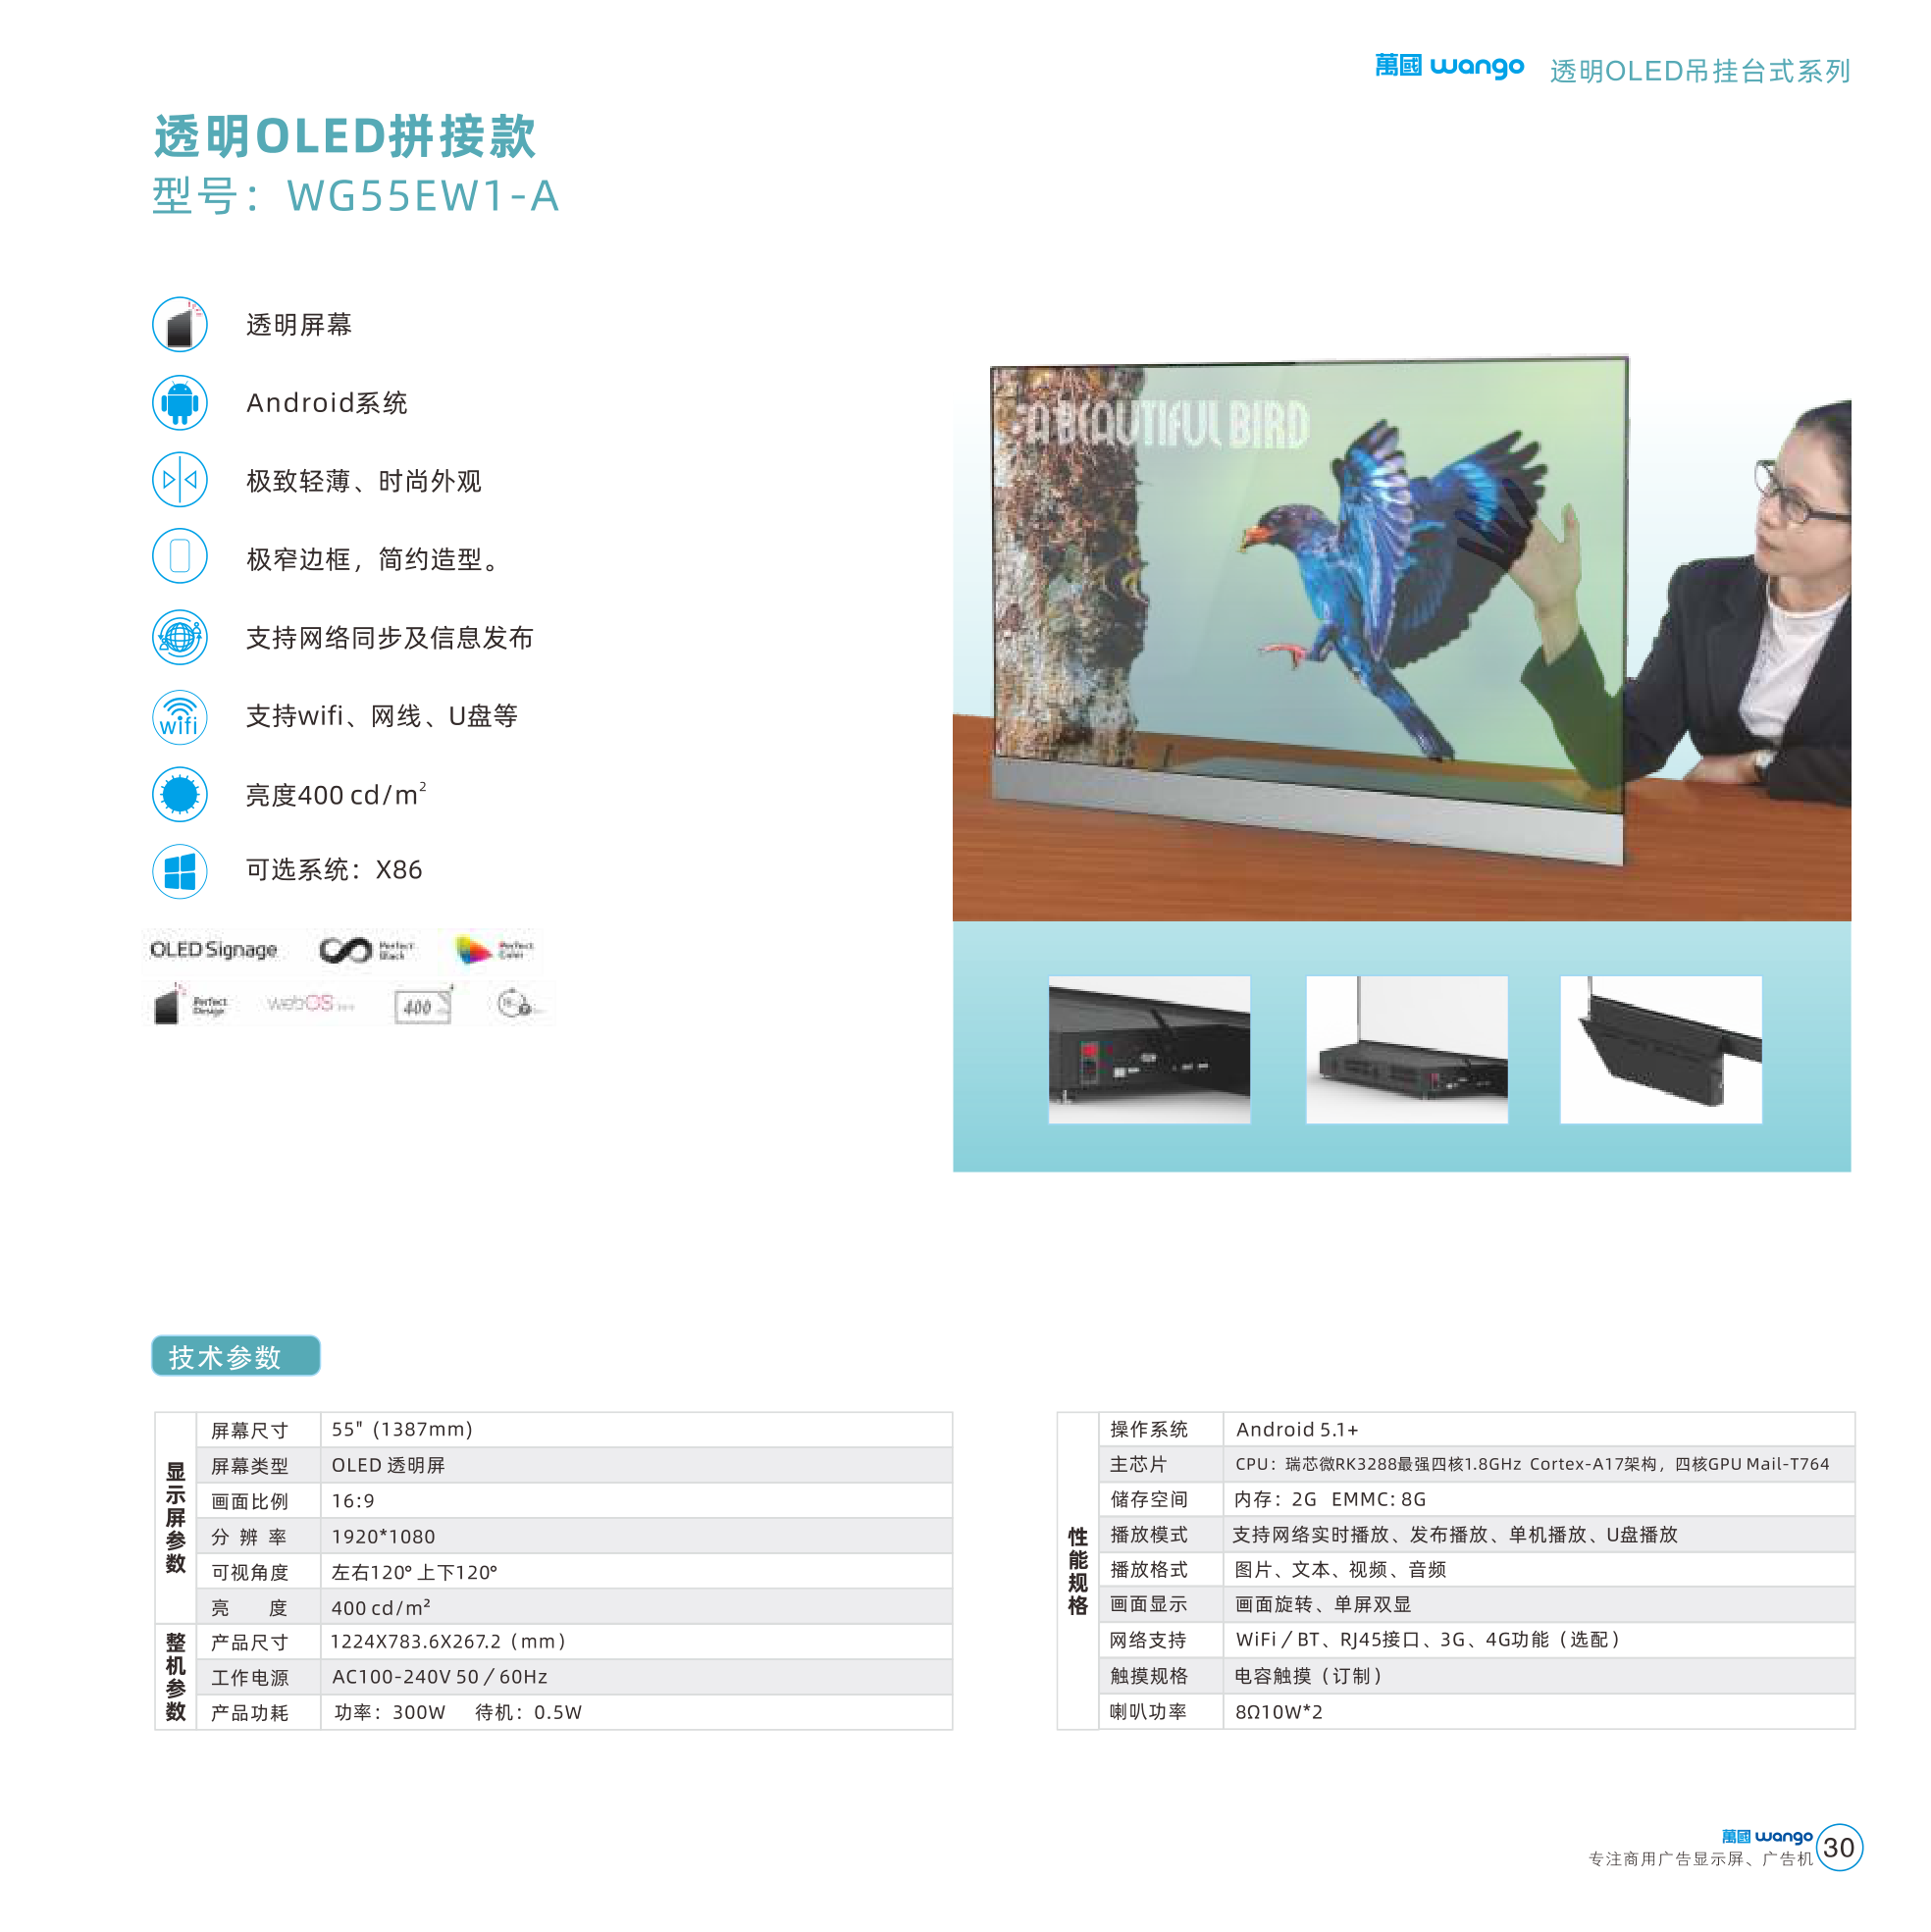 萬國 wango 透明OLED吊挂台式系列
透明OLED拼接款
型号：WG55EW1-A
透明屏幕
Android系统
极致轻薄、时尚外观
极窄边框，简约造型。
支持网络同步及信息发布
wifi
支持wifi、网线、U盘等
亮度400 cd/m²
可选系统：X86
OLED Signage Perfect Black Perfect Color
Perfect Design webOS 400
A BEAUTIFUL BIRD
技术参数
显示屏参数
屏幕尺寸 55" (1387mm)
屏幕类型 OLED 透明屏
画面比例 16:9
分 辨 率 1920*1080
可视角度 左右120° 上下120°
亮 度 400 cd/m²
整机参数
产品尺寸 1224X783.6X267.2（mm）
工作电源 AC100-240V 50／60Hz
产品功耗 功率：300W 待机：0.5W
性能规格
操作系统 Android 5.1+
主芯片 CPU：瑞芯微RK3288最强四核1.8GHz Cortex-A17架构，四核GPU Mail-T764
储存空间 内存：2G EMMC: 8G
播放模式 支持网络实时播放、发布播放、单机播放、U盘播放
播放格式 图片、文本、视频、音频
画面显示 画面旋转、单屏双显
网络支持 WiFi／BT、RJ45接口、3G、4G功能（选配）
触摸规格 电容触摸（订制）
喇叭功率 8Ω10W*2
萬國 wango
专注商用广告显示屏、广告机
30